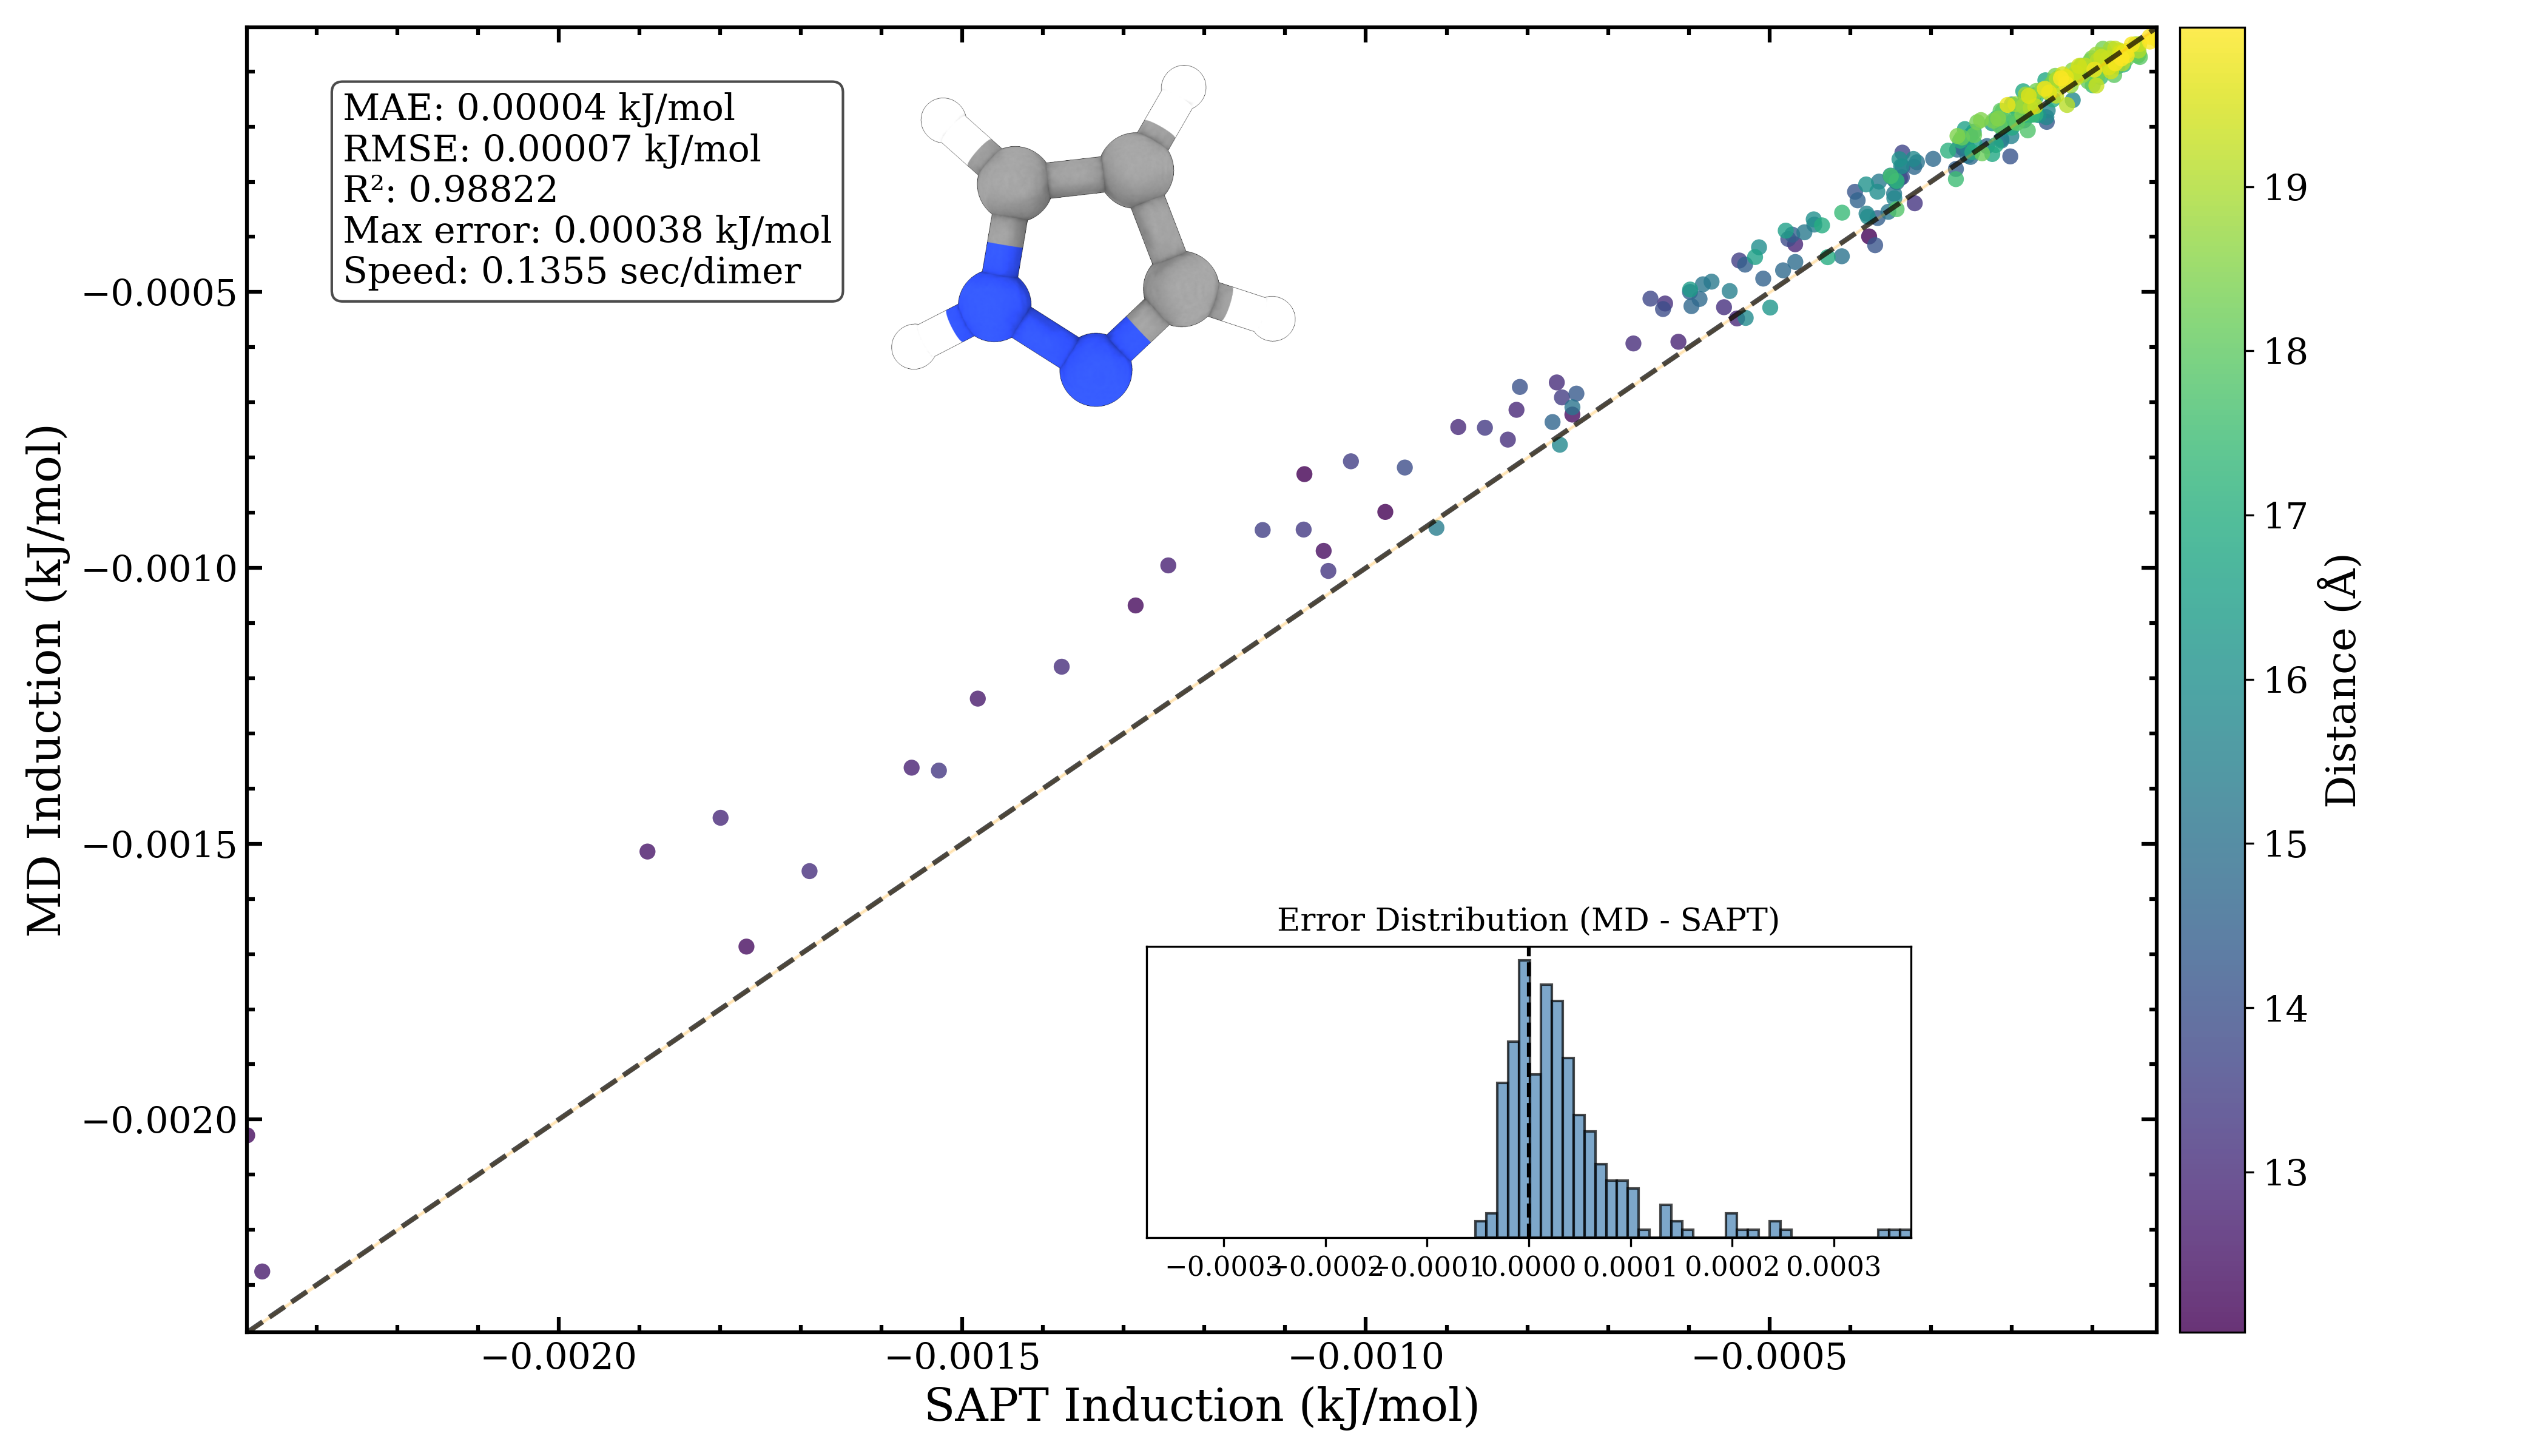 MAE: 0.00004 kJ/mol
RMSE: 0.00007 kJ/mol
R²: 0.98822
Max error: 0.00038 kJ/mol
Speed: 0.1355 sec/dimer
MD Induction (kJ/mol)
−0.0005
−0.0010
−0.0015
−0.0020
Error Distribution (MD - SAPT)
−0.0003 −0.0002 −0.0001 0.0000 0.0001 0.0002 0.0003
−0.0020 −0.0015 −0.0010 −0.0005
SAPT Induction (kJ/mol)
19
18
17
16
15
14
13
Distance (Å)